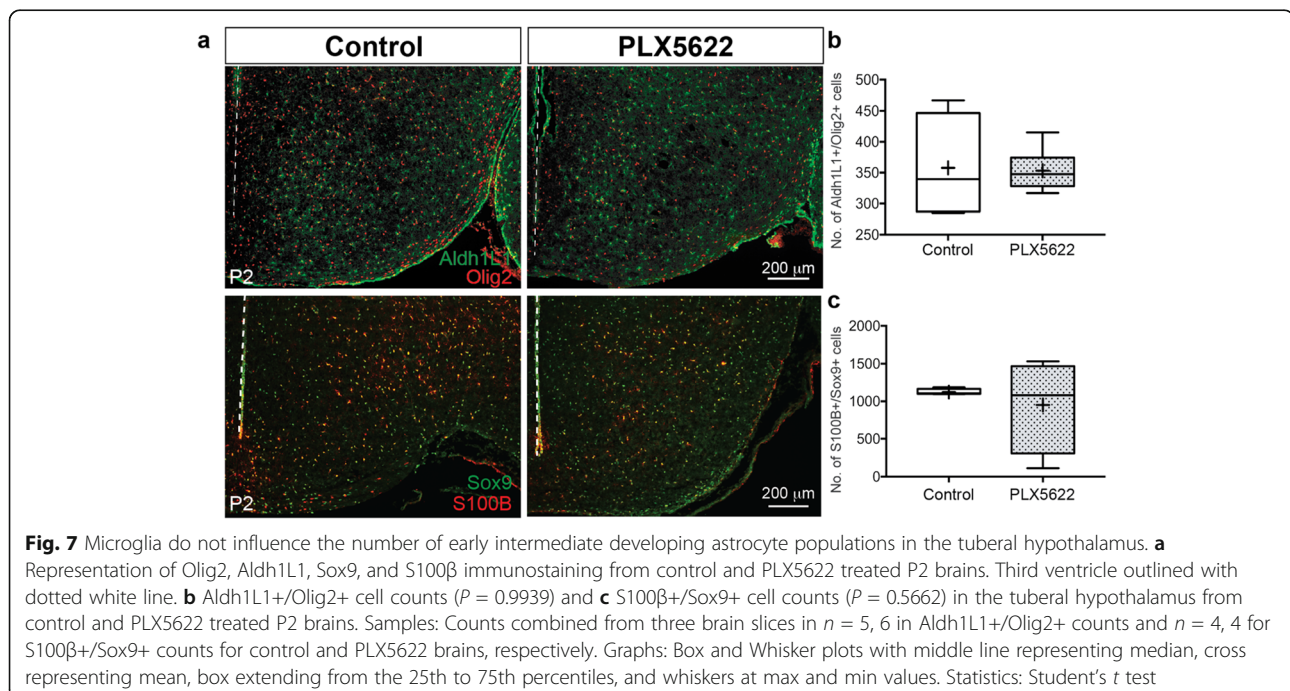 a
Control
PLX5622
P2
Aldh1L1
Olig2
200 µm
P2
Sox9
S100B
200 µm
b
No. of Aldh1L1+/Olig2+ cells
500
450
400
350
300
250
Control
PLX5622
c
No. of S100B+/Sox9+ cells
2000
1500
1000
500
0
Control
PLX5622
Fig. 7 Microglia do not influence the number of early intermediate developing astrocyte populations in the tuberal hypothalamus. a
Representation of Olig2, Aldh1L1, Sox9, and S100β immunostaining from control and PLX5622 treated P2 brains. Third ventricle outlined with
dotted white line. b Aldh1L1+/Olig2+ cell counts (P = 0.9939) and c S100β+/Sox9+ cell counts (P = 0.5662) in the tuberal hypothalamus from
control and PLX5622 treated P2 brains. Samples: Counts combined from three brain slices in n = 5, 6 in Aldh1L1+/Olig2+ counts and n = 4, 4 for
S100β+/Sox9+ counts for control and PLX5622 brains, respectively. Graphs: Box and Whisker plots with middle line representing median, cross
representing mean, box extending from the 25th to 75th percentiles, and whiskers at max and min values. Statistics: Student's t test